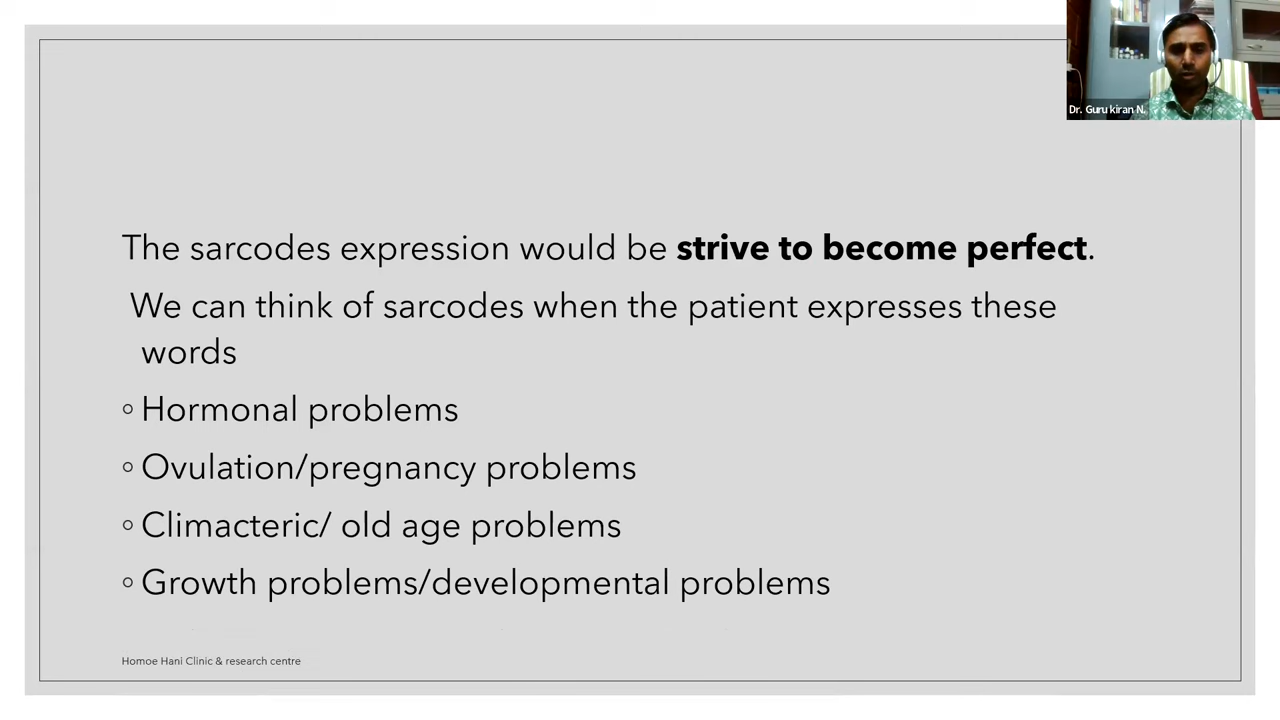 Dr. Guru kiran N.
The sarcodes expression would be strive to become perfect.
We can think of sarcodes when the patient expresses these
words
◦ Hormonal problems
◦ Ovulation/pregnancy problems
◦ Climacteric/ old age problems
◦ Growth problems/developmental problems
Homoe Hani Clinic & research centre